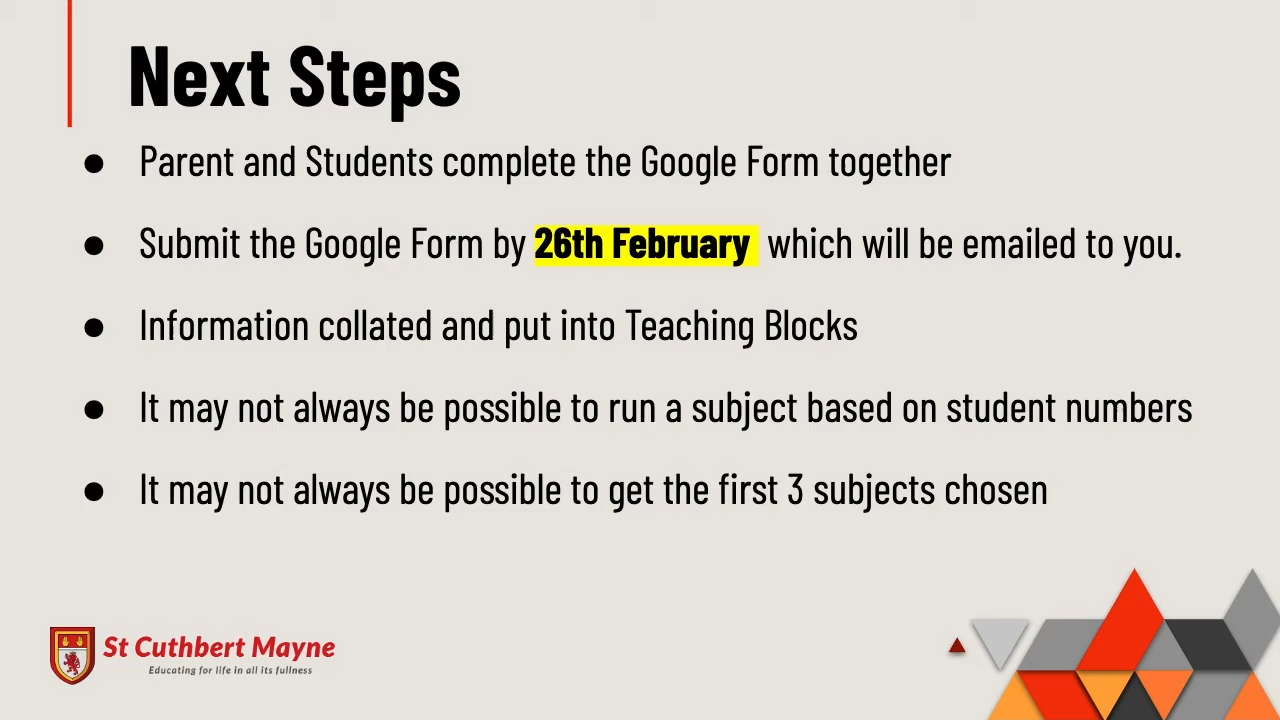 Next Steps
● Parent and Students complete the Google Form together
● Submit the Google Form by 26th February which will be emailed to you.
● Information collated and put into Teaching Blocks
● It may not always be possible to run a subject based on student numbers
● It may not always be possible to get the first 3 subjects chosen
St Cuthbert Mayne
Educating for life in all its fullness